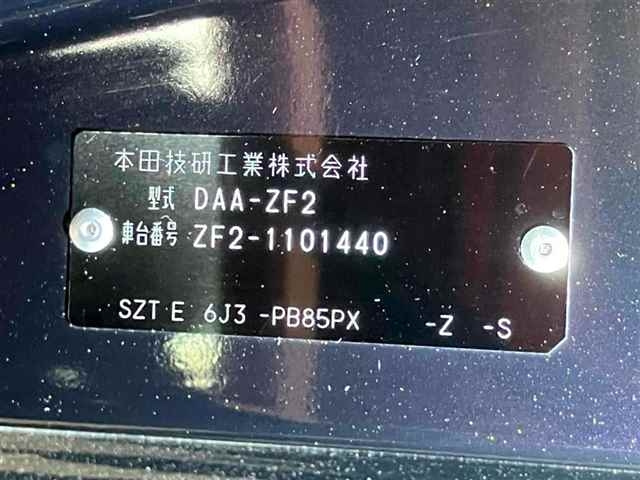 本田技研工業株式会社
型式 DAA-ZF2
車台番号 ZF2-1101440
SZT E 6J3 -PB85PX -Z -S